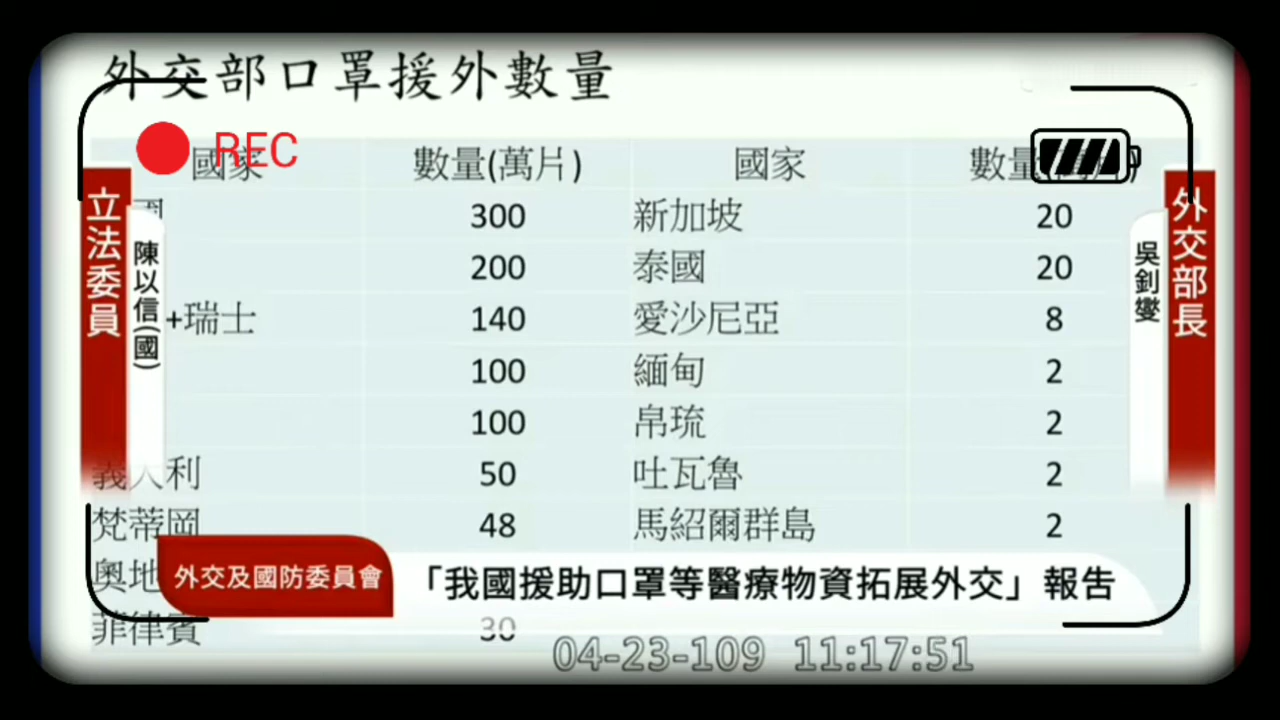 外交部口罩援外數量
REC
國家 數量(萬片) 國家 數量
300 新加坡 20
200 泰國 20
+瑞士 140 愛沙尼亞 8
100 緬甸 2
100 帛琉 2
義大利 50 吐瓦魯 2
梵蒂岡 48 馬紹爾群島 2
奧地
菲律賓 30
立法委員
陳以信(國)
外交部長
吳釗燮
外交及國防委員會
「我國援助口罩等醫療物資拓展外交」報告
04-23-109 11:17:51